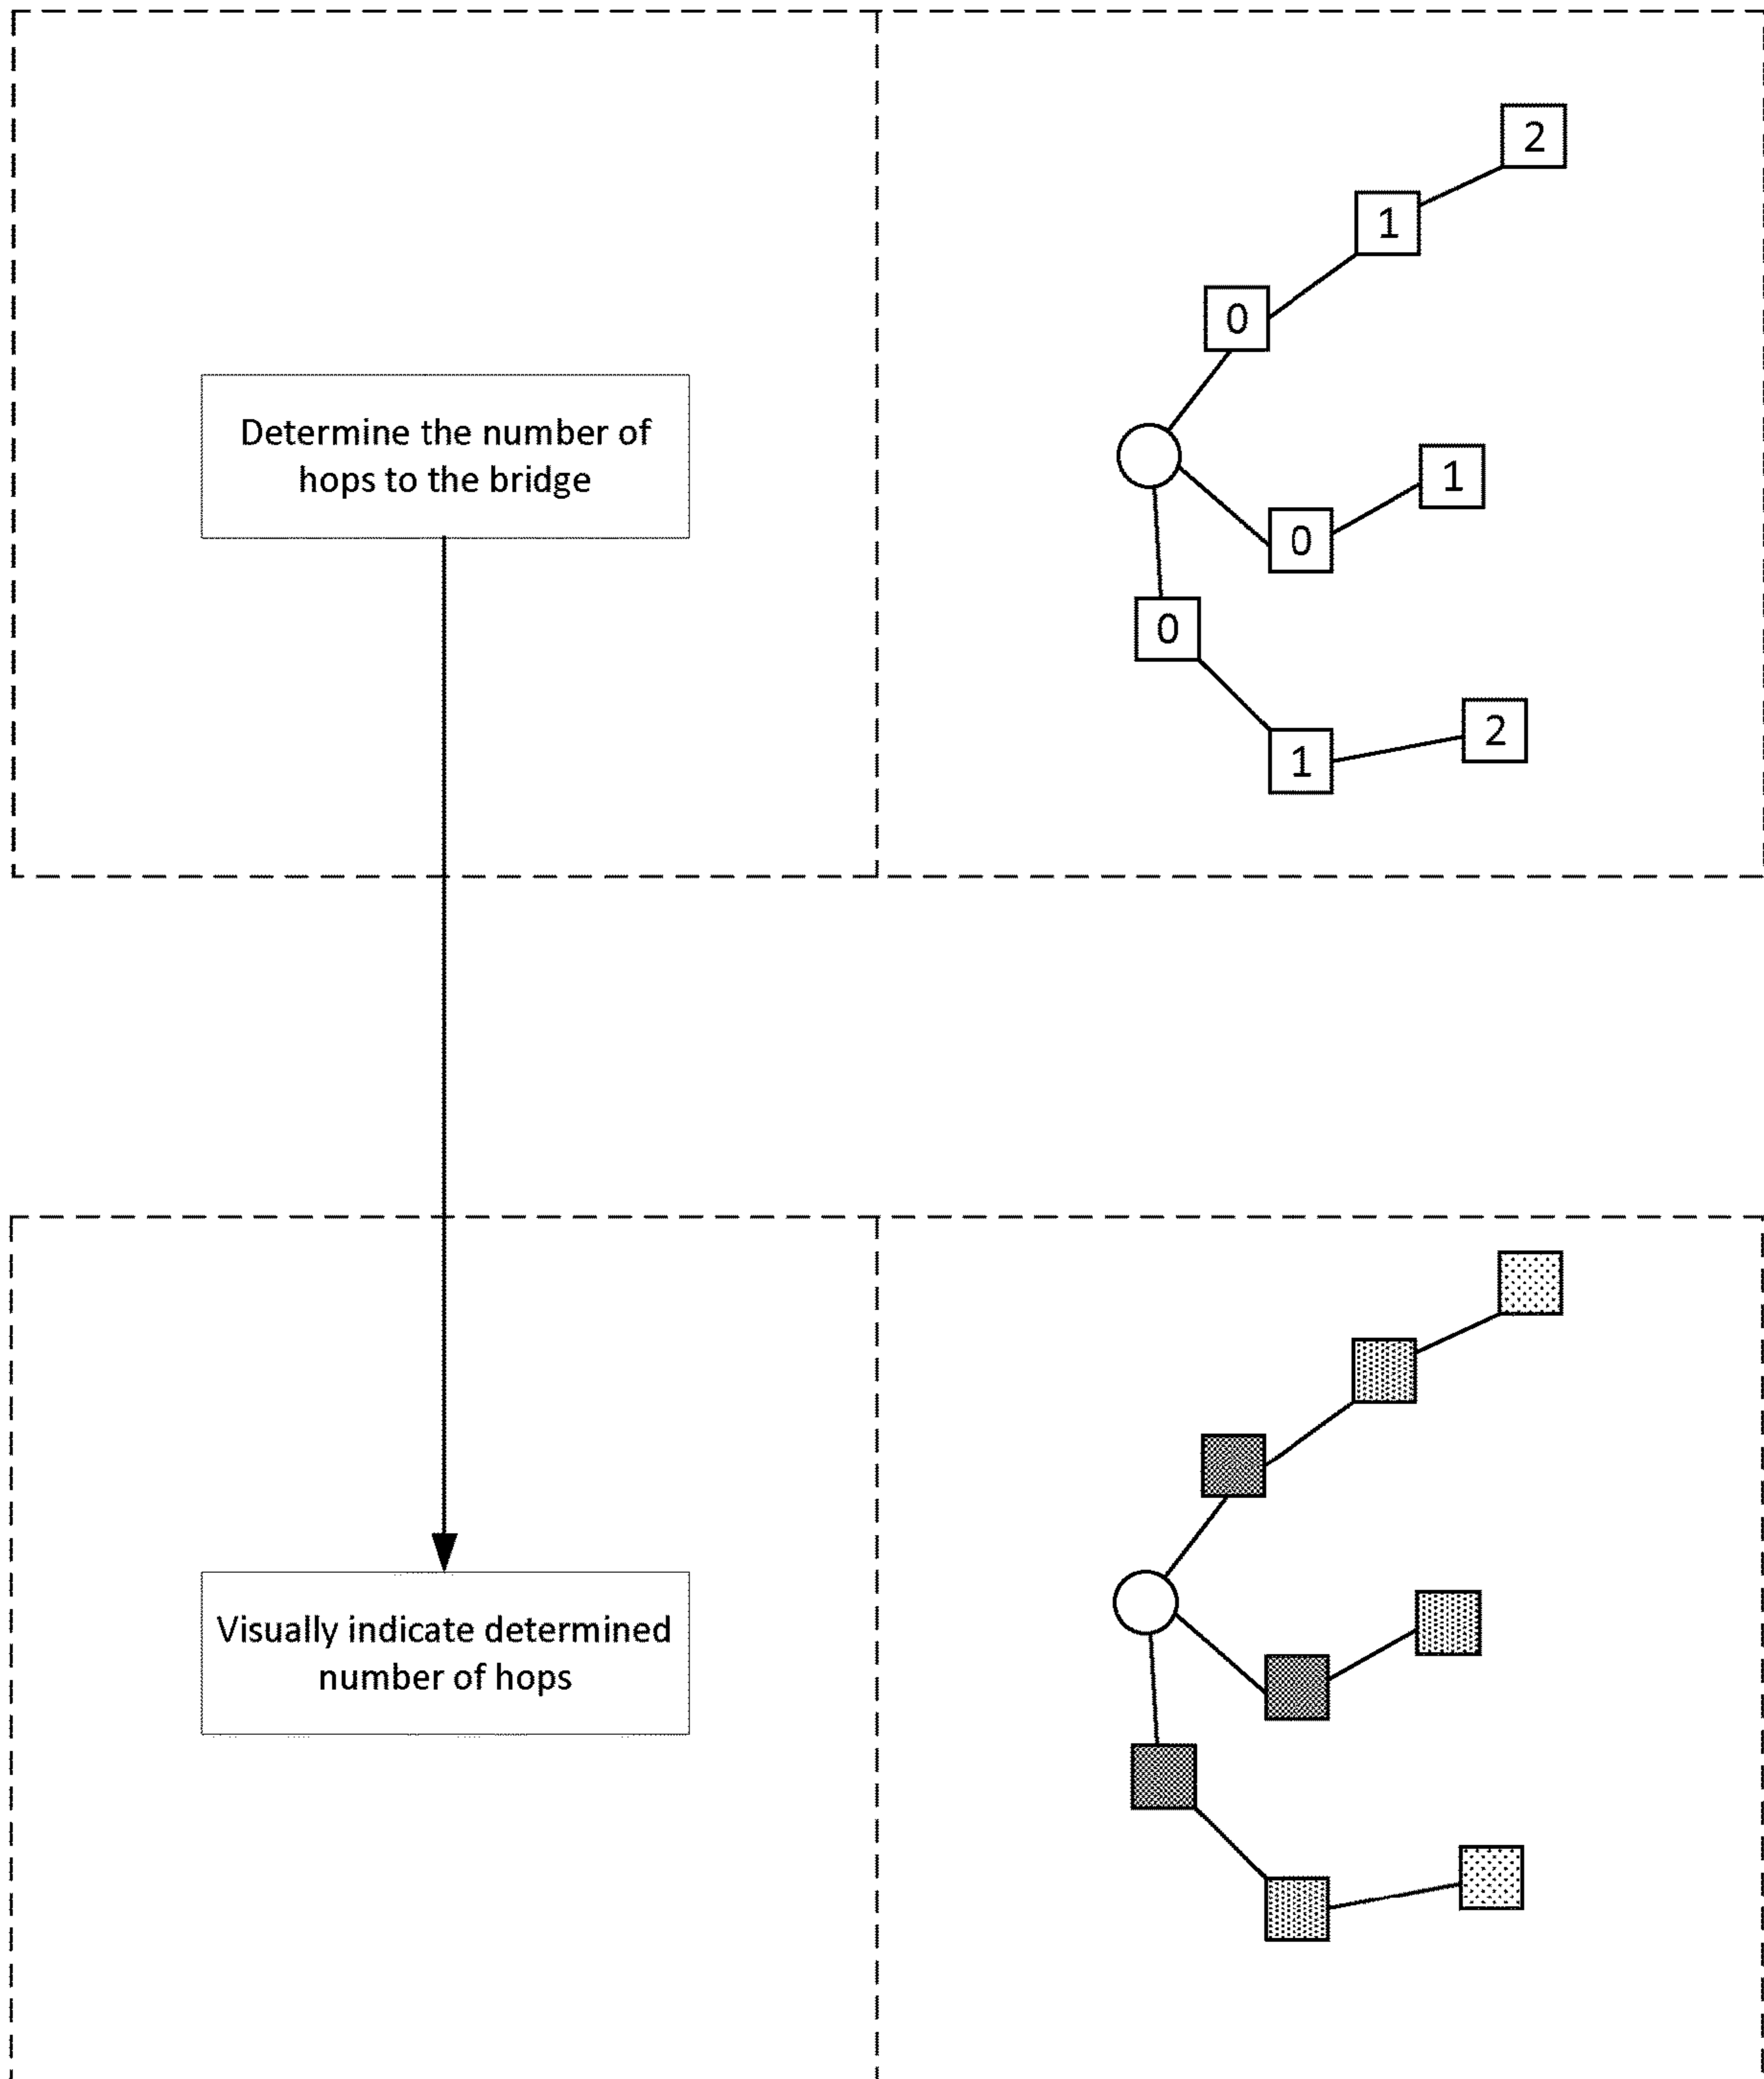 2
1
0
Determine the number of
hops to the bridge
1
0
0
2
1
Visually indicate determined
number of hops